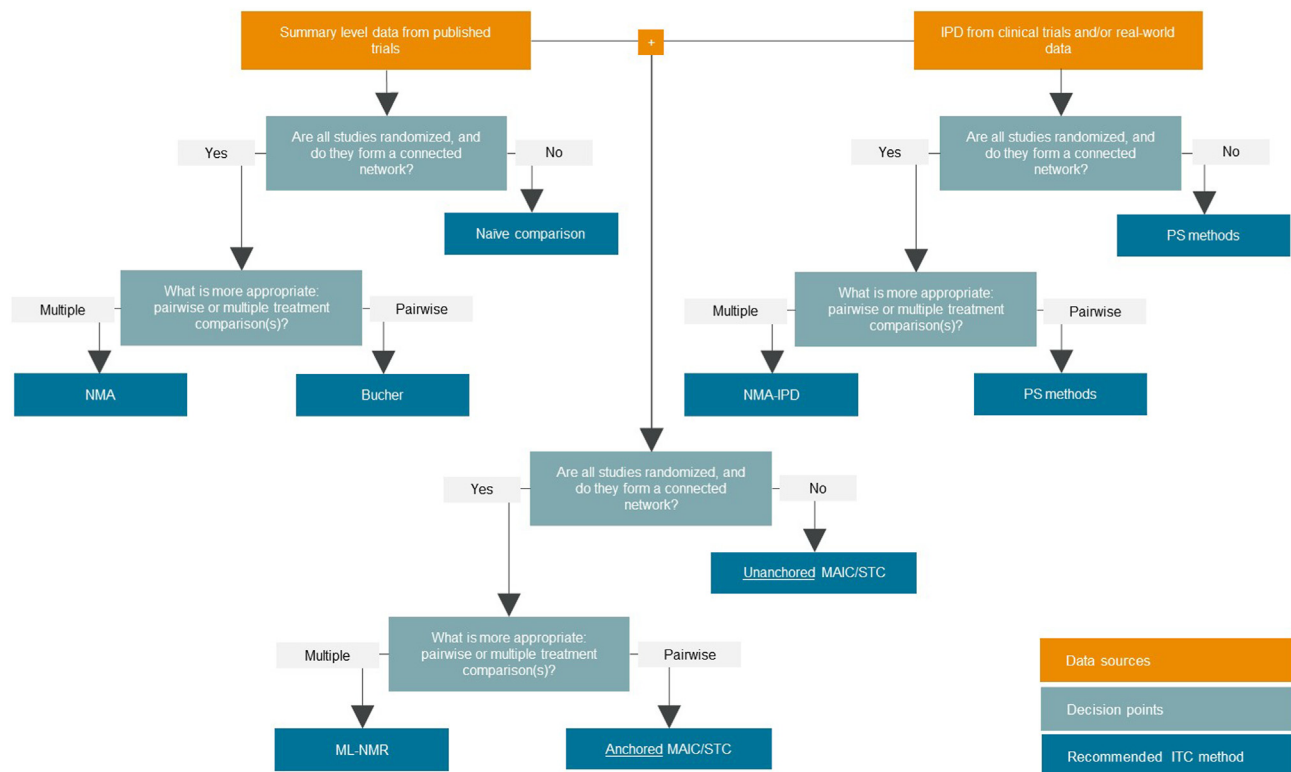 Summary level data from published
trials
+
IPD from clinical trials and/or real-world
data
Are all studies randomized, and
do they form a connected
network?
Yes
No
Naïve comparison
What is more appropriate:
pairwise or multiple treatment
comparison(s)?
Multiple
Pairwise
NMA
Bucher
Are all studies randomized, and
do they form a connected
network?
Yes
No
PS methods
What is more appropriate:
pairwise or multiple treatment
comparison(s)?
Multiple
Pairwise
NMA-IPD
PS methods
Are all studies randomized, and
do they form a connected
network?
Yes
No
Unanchored MAIC/STC
What is more appropriate:
pairwise or multiple treatment
comparison(s)?
Multiple
Pairwise
ML-NMR
Anchored MAIC/STC
Data sources
Decision points
Recommended ITC method